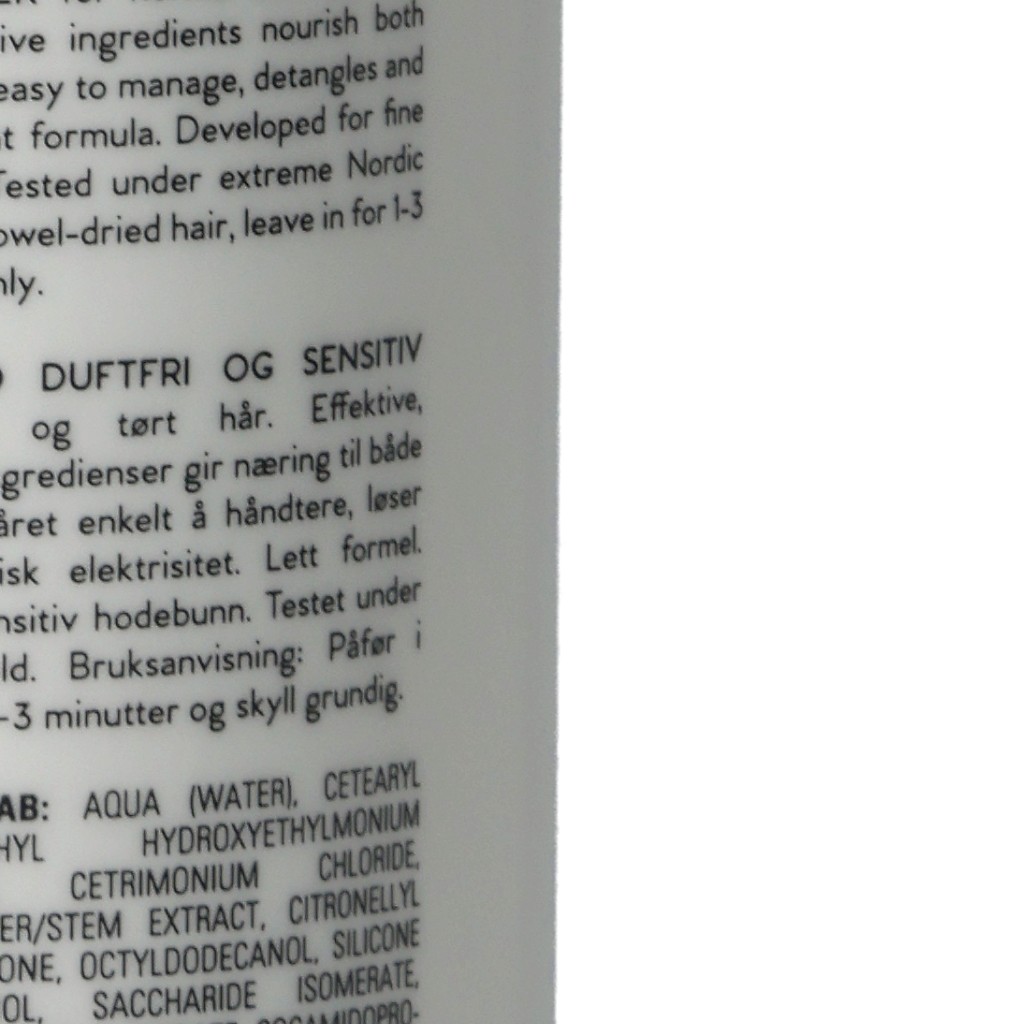 ive ingredients nourish both
easy to manage, detangles and
t formula. Developed for fine
Tested under extreme Nordic
owel-dried hair, leave in for 1-3
nly.
DUFTFRI OG SENSITIV
og tørt hår. Effektive,
gredienser gir næring til både
året enkelt å håndtere, løser
isk elektrisitet. Lett formel.
nsitiv hodebunn. Testet under
ld. Bruksanvisning: Påfør i
-3 minutter og skyll grundig.
AB: AQUA (WATER), CETEARYL
HYL HYDROXYETHYLMONIUM
CETRIMONIUM CHLORIDE,
ER/STEM EXTRACT, CITRONELLYL
ONE, OCTYLDODECANOL, SILICONE
OL, SACCHARIDE ISOMERATE,